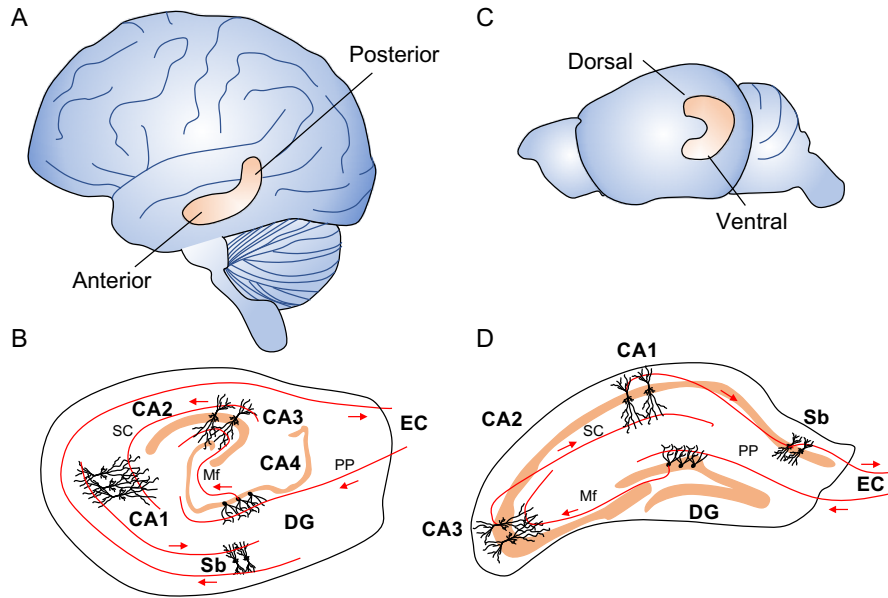 A
Posterior
Anterior
C
Dorsal
Ventral
B
CA2
CA3
EC
SC
CA4
PP
Mf
CA1
DG
Sb
D
CA1
CA2
Sb
SC
PP
EC
Mf
DG
CA3